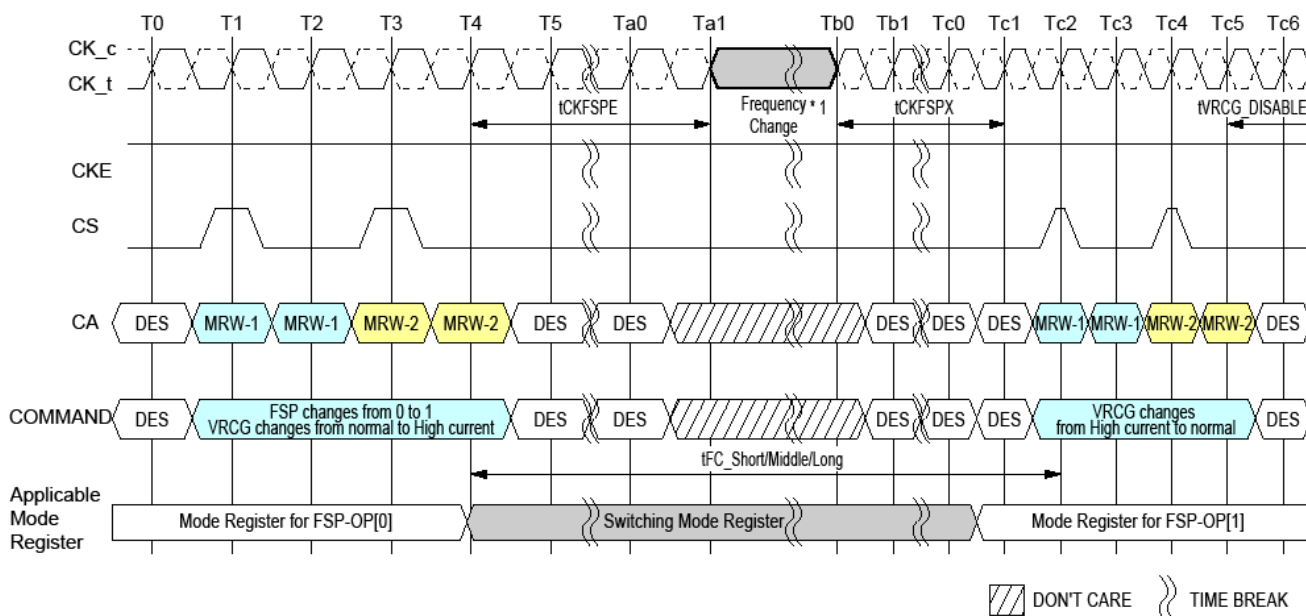 T0 T1 T2 T3 T4 T5 Ta0 Ta1 Tb0 Tb1 Tc0 Tc1 Tc2 Tc3 Tc4 Tc5 Tc6
CK_c
CK_t
tCKFSPE
Frequency * 1
Change
tCKFSPX
tVRCG_DISABLE
CKE
CS
CA
DES MRW-1 MRW-1 MRW-2 MRW-2 DES DES DES DES DES MRW-1 MRW-1 MRW-2 MRW-2 DES
COMMAND
DES
FSP changes from 0 to 1
VRCG changes from normal to High current
DES DES DES DES DES
VRCG changes
from High current to normal
DES
tFC_Short/Middle/Long
Applicable
Mode
Register
Mode Register for FSP-OP[0] Switching Mode Register Mode Register for FSP-OP[1]
DON'T CARE TIME BREAK